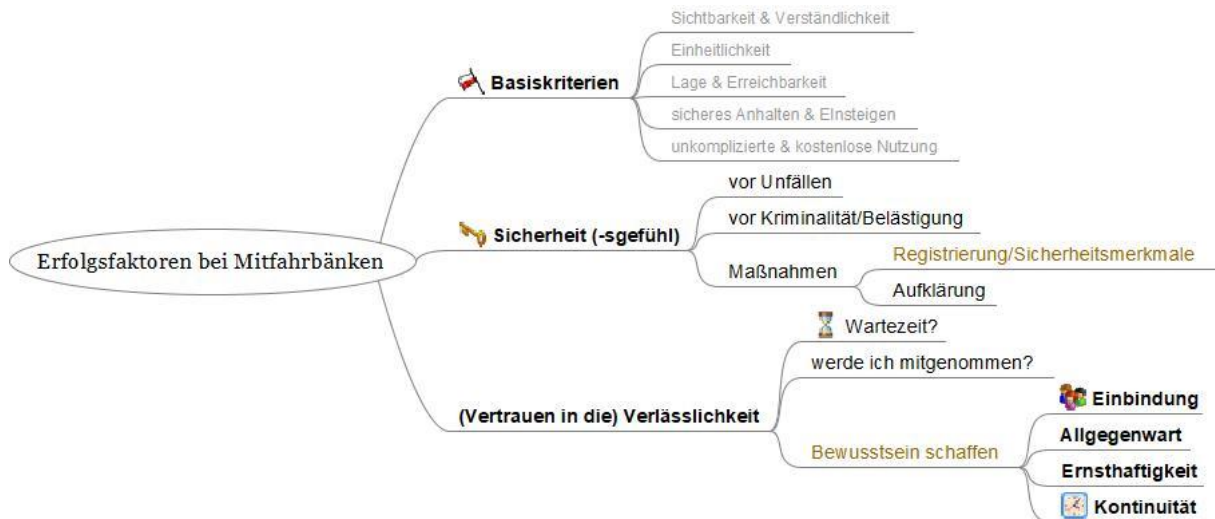 Erfolgsfaktoren bei Mitfahrbänken
Basiskriterien
Sichtbarkeit & Verständlichkeit
Einheitlichkeit
Lage & Erreichbarkeit
sicheres Anhalten & EInsteigen
unkomplizierte & kostenlose Nutzung
Sicherheit (-sgefühl)
vor Unfällen
vor Kriminalität/Belästigung
Maßnahmen
Registrierung/Sicherheitsmerkmale
Aufklärung
(Vertrauen in die) Verlässlichkeit
Wartezeit?
werde ich mitgenommen?
Bewusstsein schaffen
Einbindung
Allgegenwart
Ernsthaftigkeit
Kontinuität